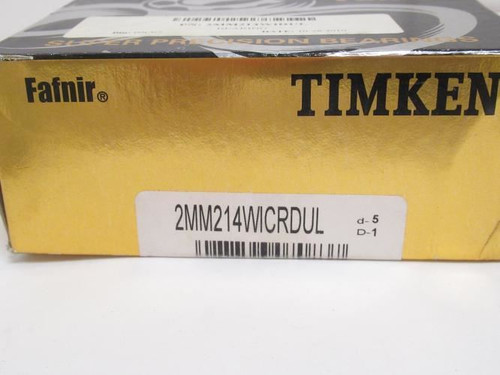 SUPER PRECISION BEARINGS
Fafnir®
TIMKEN
2MM214WICRDUL
d-5
D-1